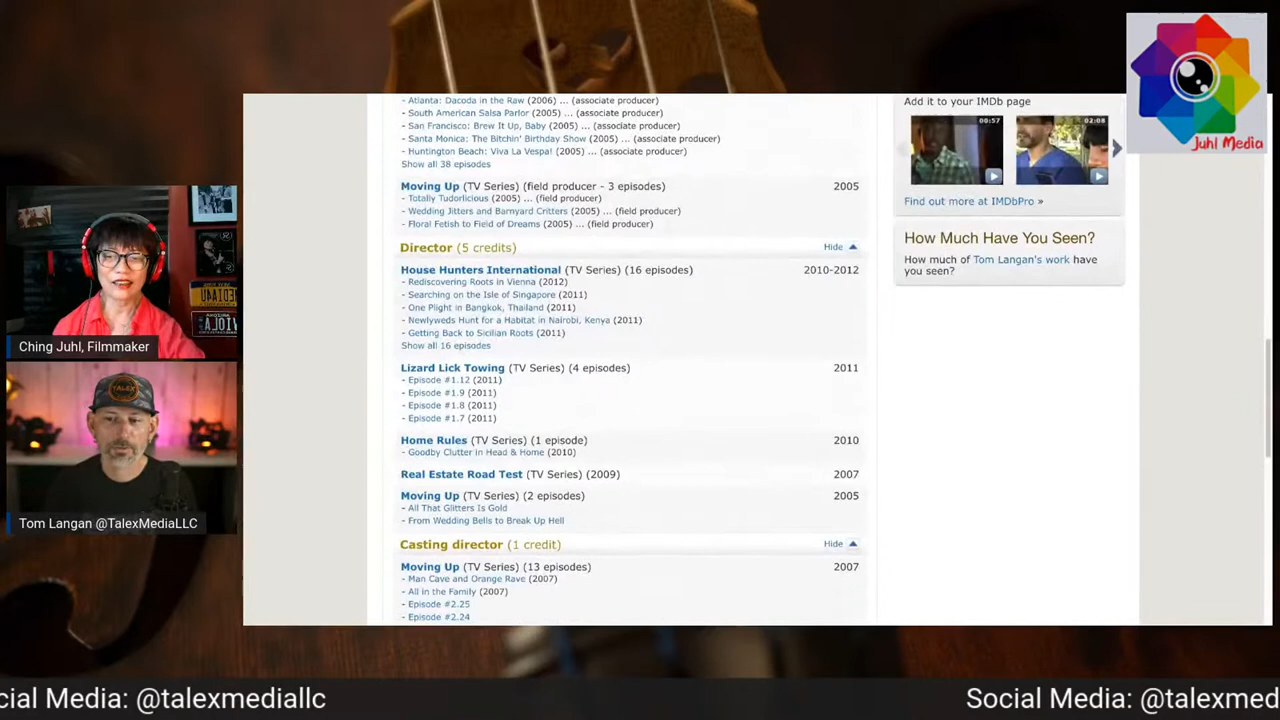 - Atlanta: Dacoda in the Raw (2006) ... (associate producer)
- South American Salsa Parlor (2005) ... (associate producer)
- San Francisco: Brew It Up, Baby (2005) ... (associate producer)
- Santa Monica: The Bitchin' Birthday Show (2005) ... (associate producer)
- Huntington Beach: Viva La Vespa! (2005) ... (associate producer)
Show all 38 episodes
Moving Up (TV Series) (field producer - 3 episodes) 2005
- Totally Tudorlicious (2005) ... (field producer)
- Wedding Jitters and Barnyard Critters (2005) ... (field producer)
- Floral Fetish to Field of Dreams (2005) ... (field producer)
Director (5 credits) Hide
House Hunters International (TV Series) (16 episodes) 2010-2012
- Rediscovering Roots in Vienna (2012)
- Searching on the Isle of Singapore (2011)
- One Plight in Bangkok, Thailand (2011)
- Newlyweds Hunt for a Habitat in Nairobi, Kenya (2011)
- Getting Back to Sicilian Roots (2011)
Show all 16 episodes
Lizard Lick Towing (TV Series) (4 episodes) 2011
- Episode #1.12 (2011)
- Episode #1.9 (2011)
- Episode #1.8 (2011)
- Episode #1.7 (2011)
Home Rules (TV Series) (1 episode) 2010
- Goodby Clutter in Head & Home (2010)
Real Estate Road Test (TV Series) (2009) 2007
Moving Up (TV Series) (2 episodes) 2005
- All That Glitters Is Gold
- From Wedding Bells to Break Up Hell
Casting director (1 credit) Hide
Moving Up (TV Series) (13 episodes) 2007
- Man Cave and Orange Rave (2007)
- All in the Family (2007)
- Episode #2.25
- Episode #2.24
Add it to your IMDb page
00:57
02:08
Find out more at IMDbPro »
How Much Have You Seen?
How much of Tom Langan's work have
you seen?
Juhl Media
VIOLA
Ching Juhl, Filmmaker
TALEX
Tom Langan @TalexMediaLLC
cial Media: @talexmediallc
Social Media: @talexmed